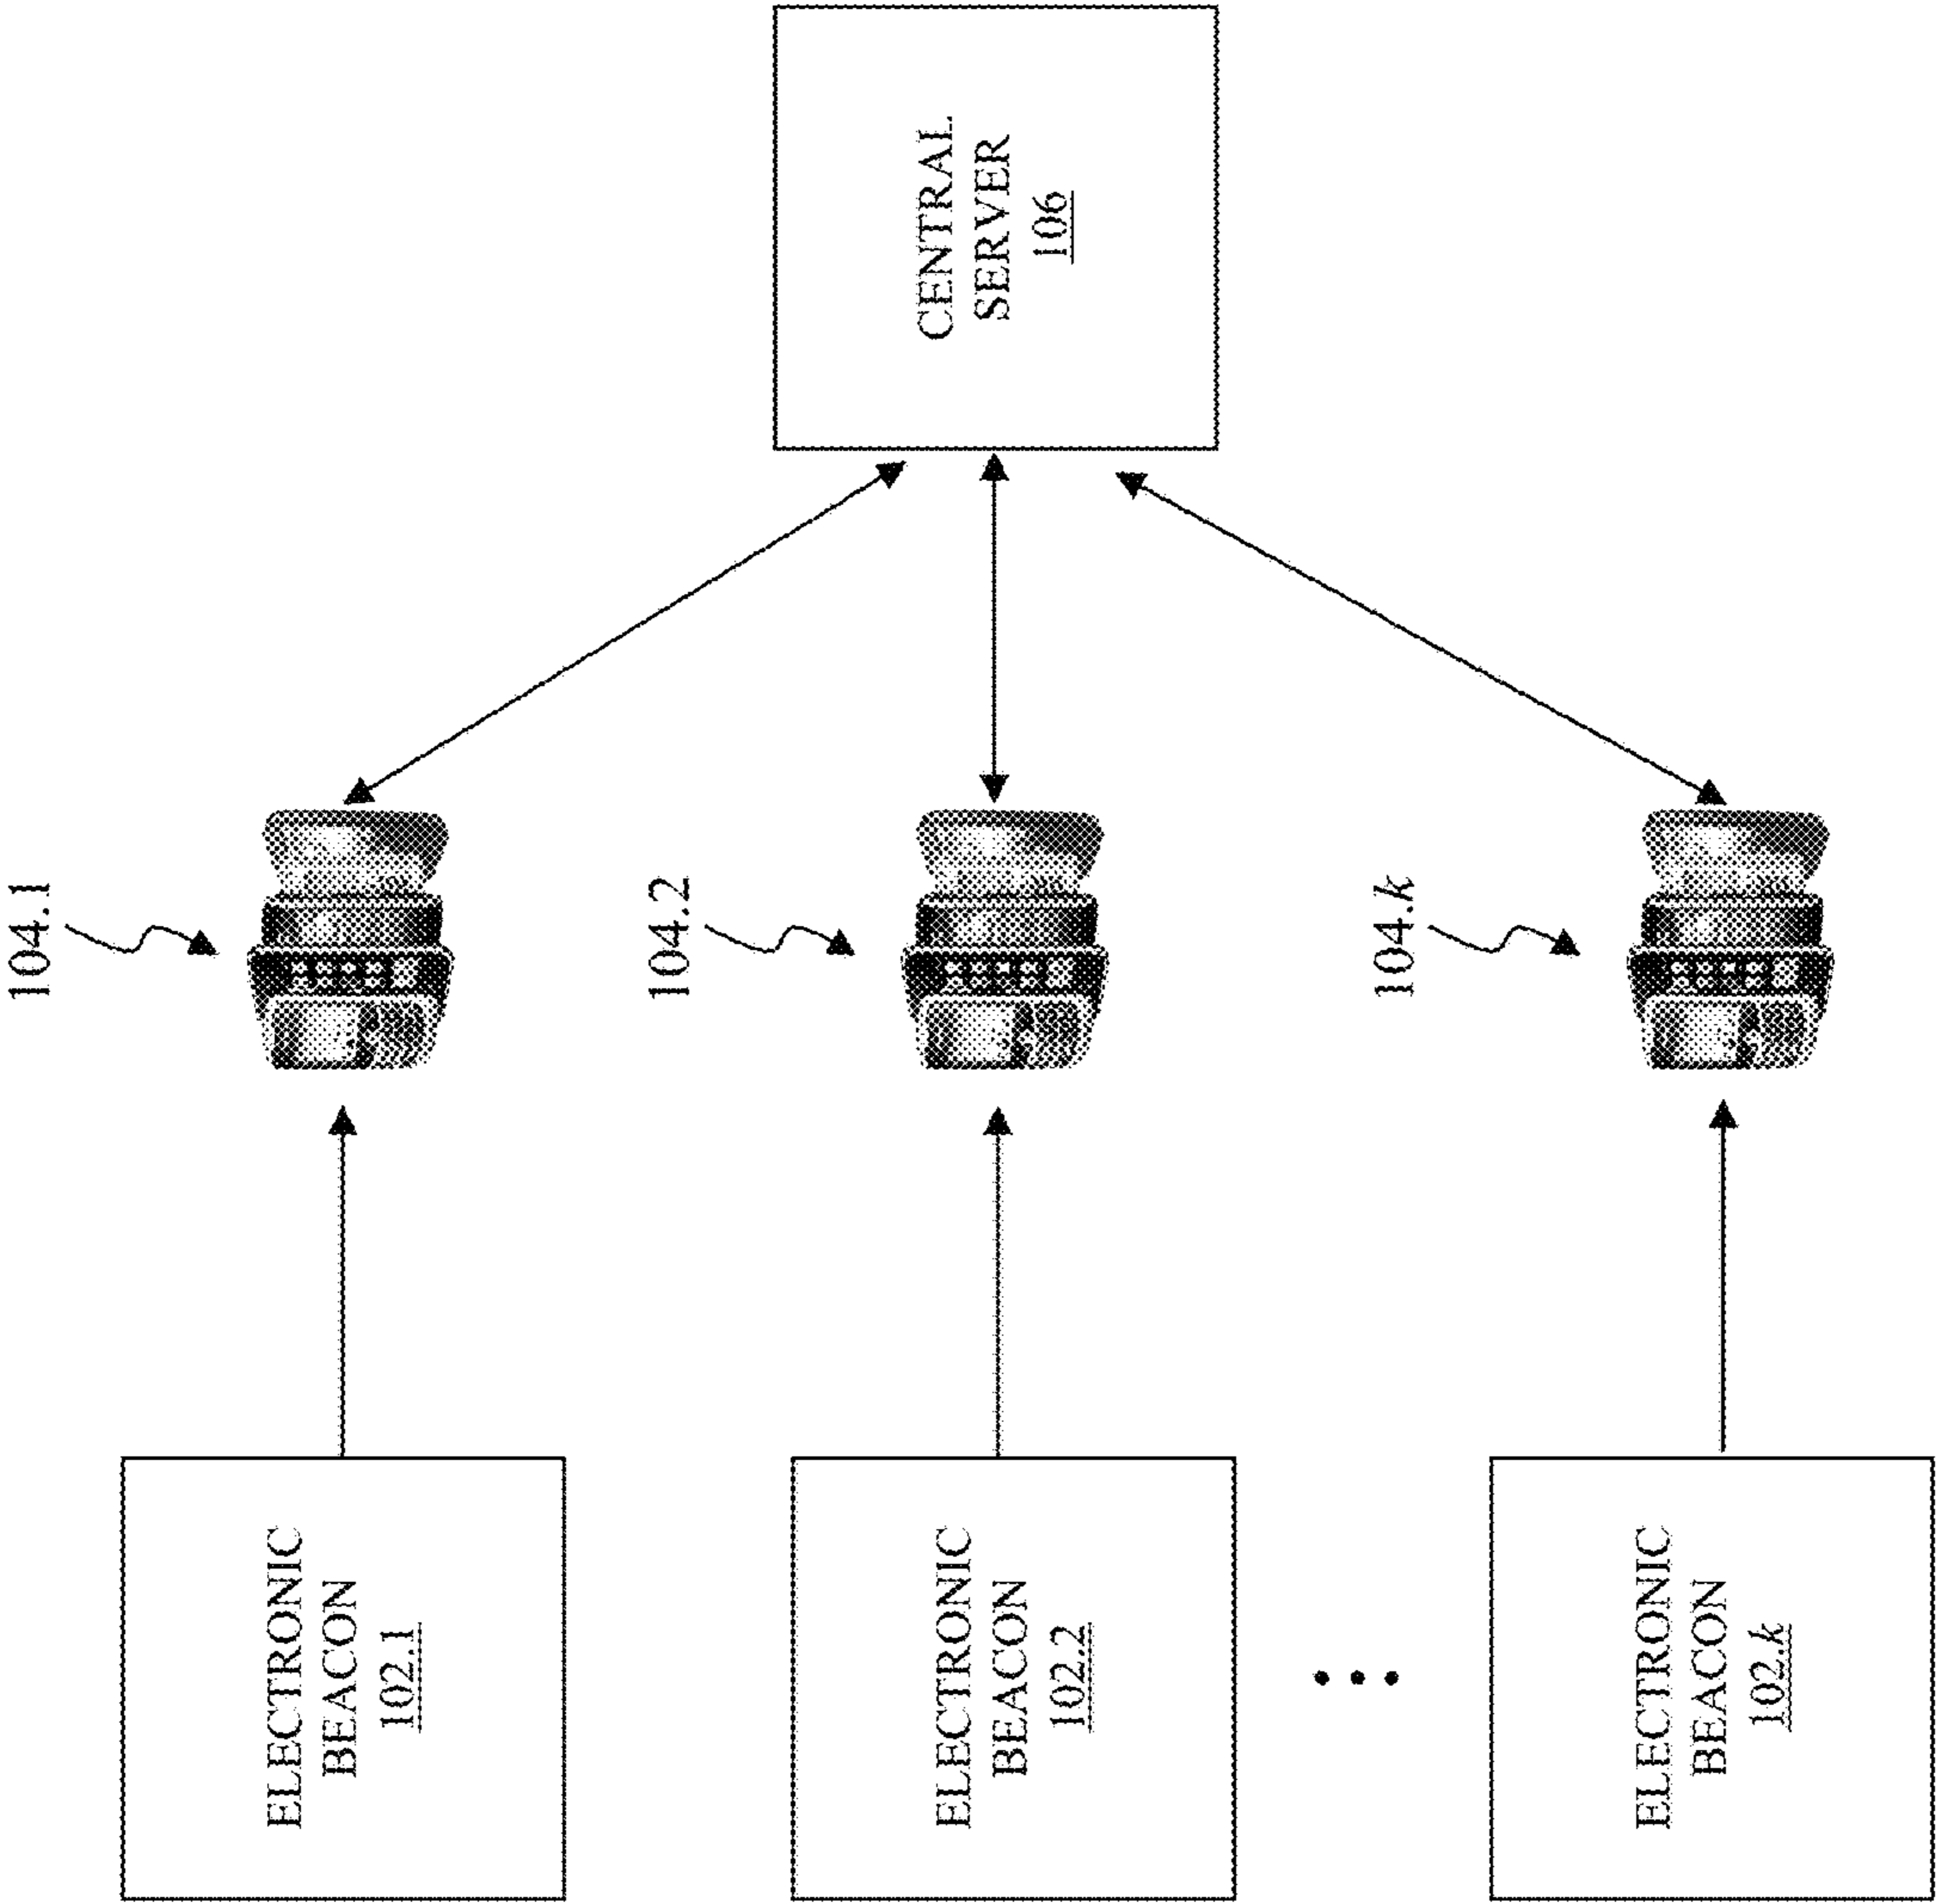 104.1
104.2
104.k
ELECTRONIC
BEACON
102.1
ELECTRONIC
BEACON
102.2
ELECTRONIC
BEACON
102.k
CENTRAL
SERVER
106